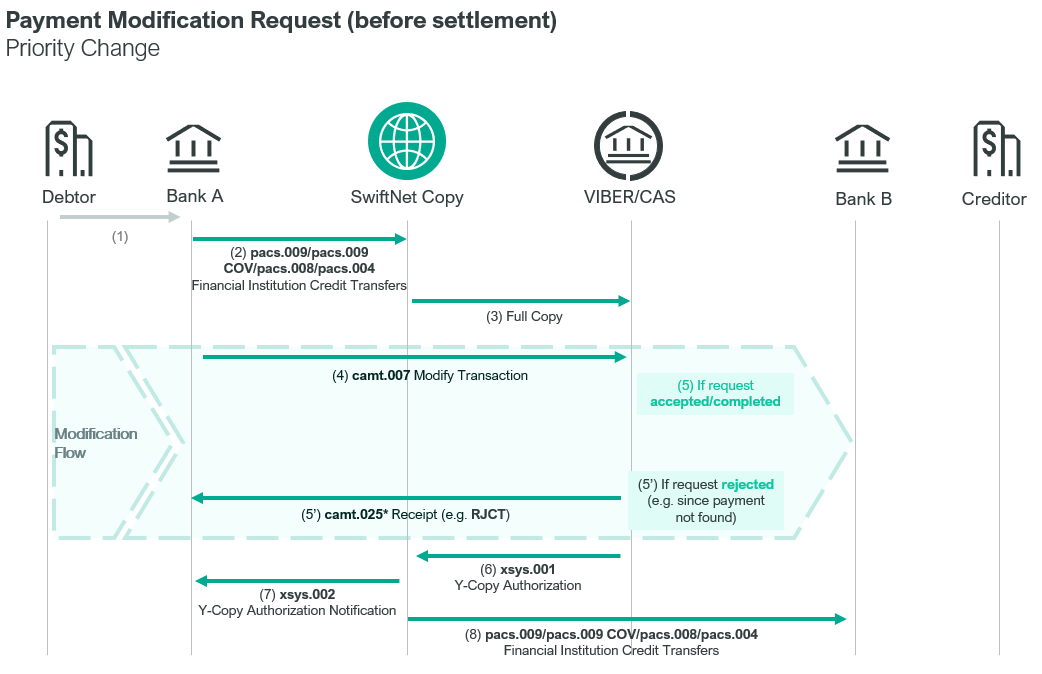 Payment Modification Request (before settlement)
Priority Change
Debtor
Bank A
SwiftNet Copy
VIBER/CAS
Bank B
Creditor
(1)
(2) pacs.009/pacs.009
COV/pacs.008/pacs.004
Financial Institution Credit Transfers
(3) Full Copy
(4) camt.007 Modify Transaction
(5) If request
accepted/completed
Modification
Flow
(5’) If request rejected
(e.g. since payment
not found)
(5’) camt.025* Receipt (e.g. RJCT)
(6) xsys.001
Y-Copy Authorization
(7) xsys.002
Y-Copy Authorization Notification
(8) pacs.009/pacs.009 COV/pacs.008/pacs.004
Financial Institution Credit Transfers